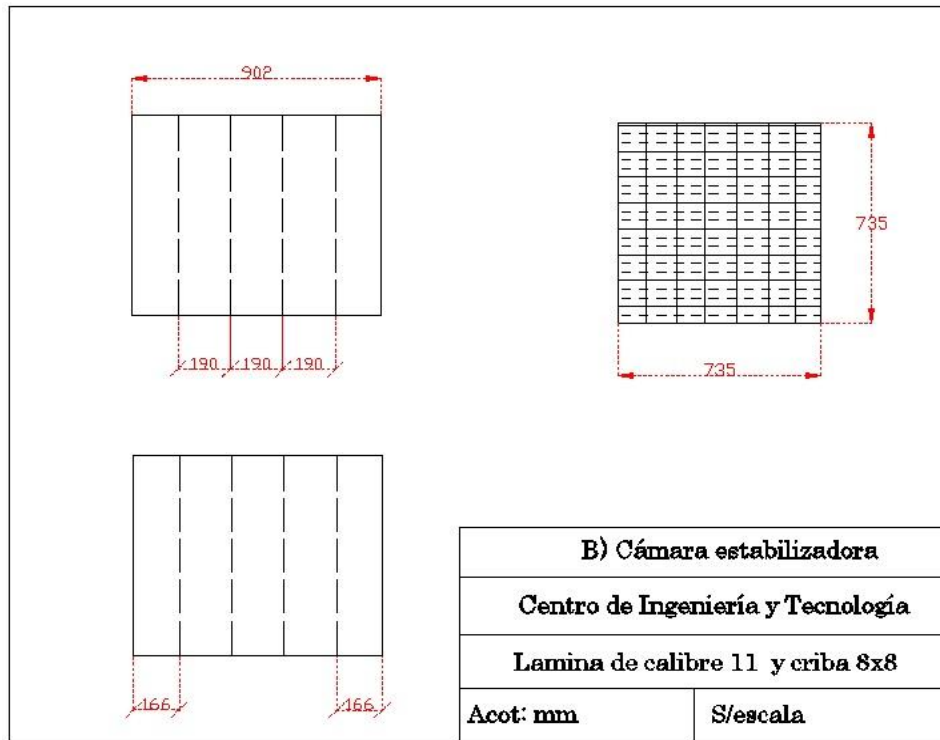 902
735
190 190 190
735
166 166
B) Cámara estabilizadora
Centro de Ingeniería y Tecnología
Lamina de calibre 11 y criba 8x8
Acot: mm S/escala